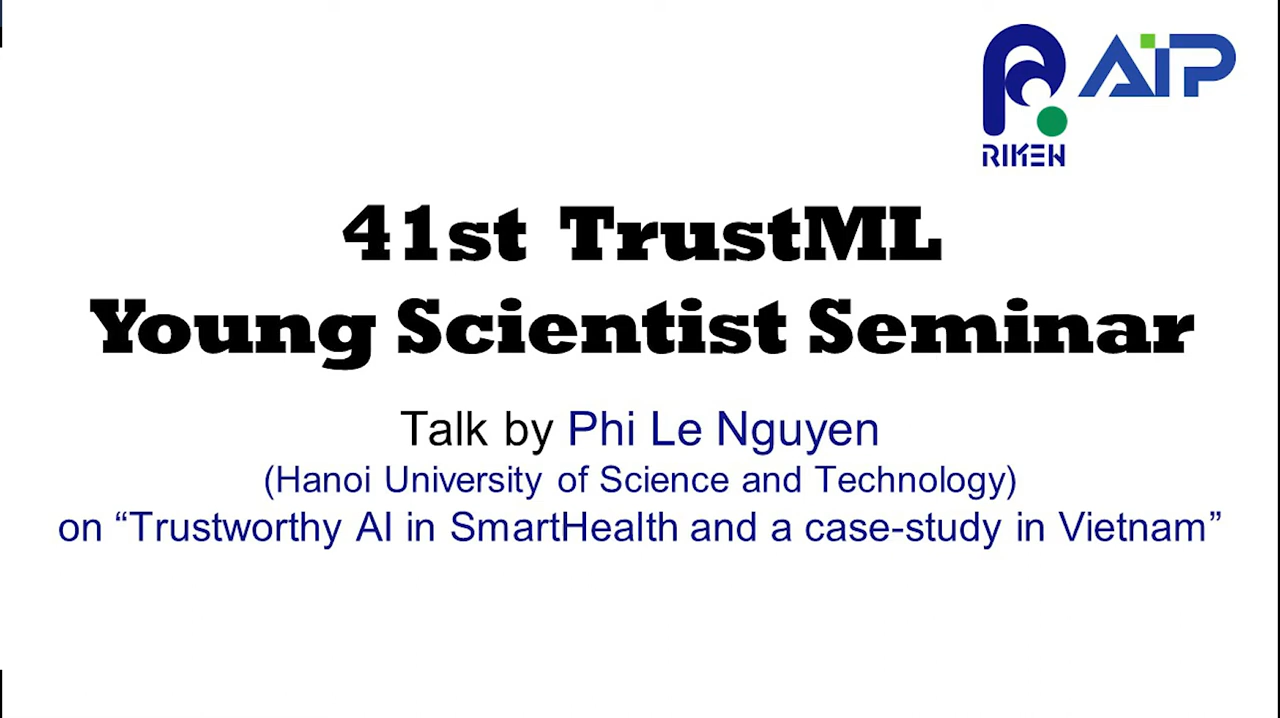 AIP
RIKEN
41st TrustML
Young Scientist Seminar
Talk by Phi Le Nguyen
(Hanoi University of Science and Technology)
on “Trustworthy AI in SmartHealth and a case-study in Vietnam”